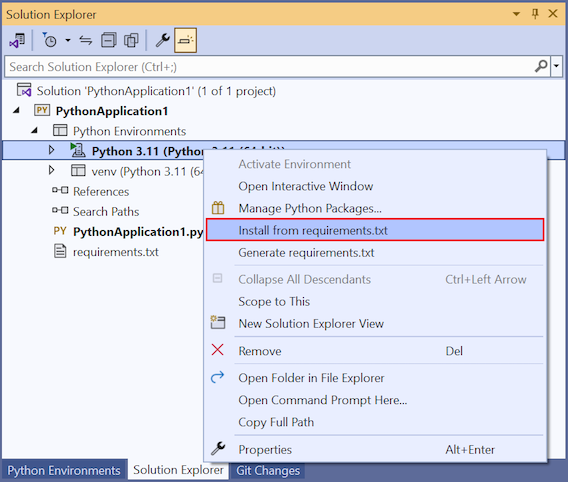 Solution Explorer
Search Solution Explorer (Ctrl+;)
Solution 'PythonApplication1' (1 of 1 project)
PY PythonApplication1
Python Environments
Python 3.11 (Python 3.11 (64-bit))
venv (Python 3.11 (64
References
Search Paths
PY PythonApplication1.py
requirements.txt
Activate Environment
Open Interactive Window
Manage Python Packages...
Install from requirements.txt
Generate requirements.txt
Collapse All Descendants Ctrl+Left Arrow
Scope to This
New Solution Explorer View
Remove Del
Open Folder in File Explorer
Open Command Prompt Here...
Copy Full Path
Properties Alt+Enter
Python Environments Solution Explorer Git Changes